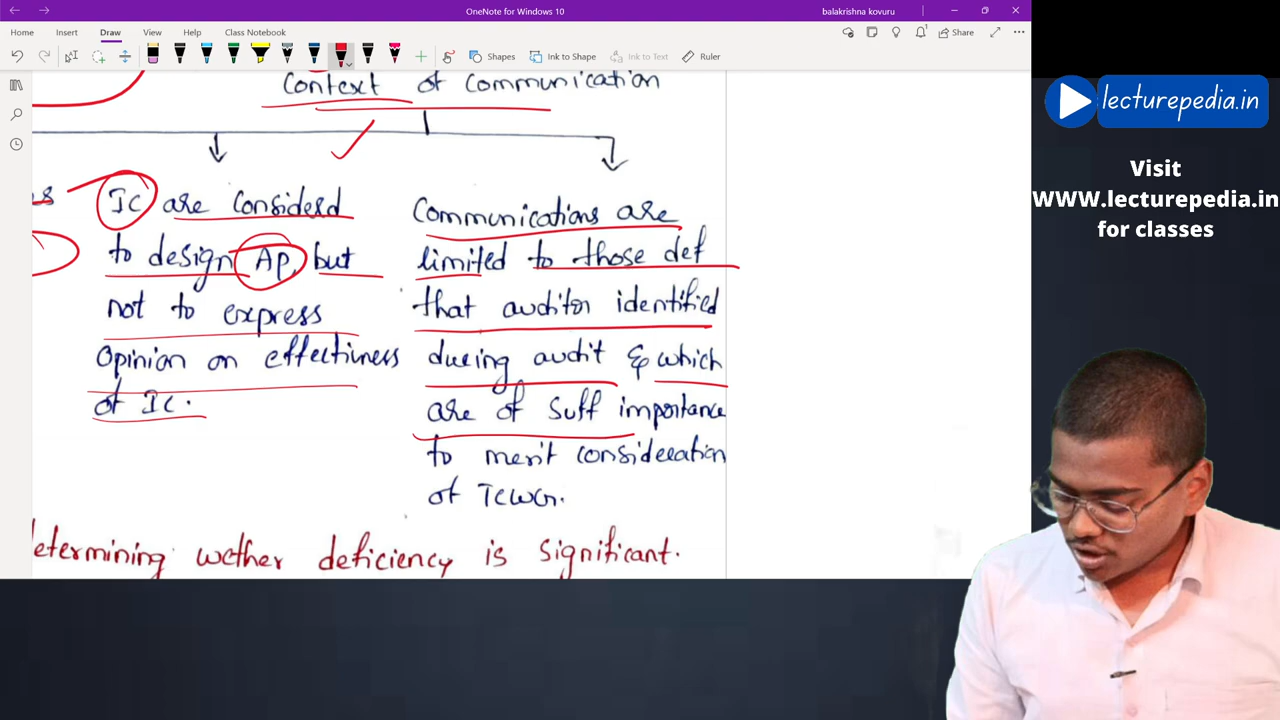 OneNote for Windows 10
balakrishna kovuru
Home Insert Draw View Help Class Notebook
Share
Shapes Ink to Shape Ink to Text Ruler
Context of Communication
IC are considerd
to design AP, but
not to express
opinion on effectiveness
of IC.
Communications are
limited to those def
that auditor identified
during audit & which
are of suff importance
to merit consideration
of TCWG.
etermining wether deficiency is significant.
lecturepedia.in
Visit
WWW.lecturepedia.in
for classes